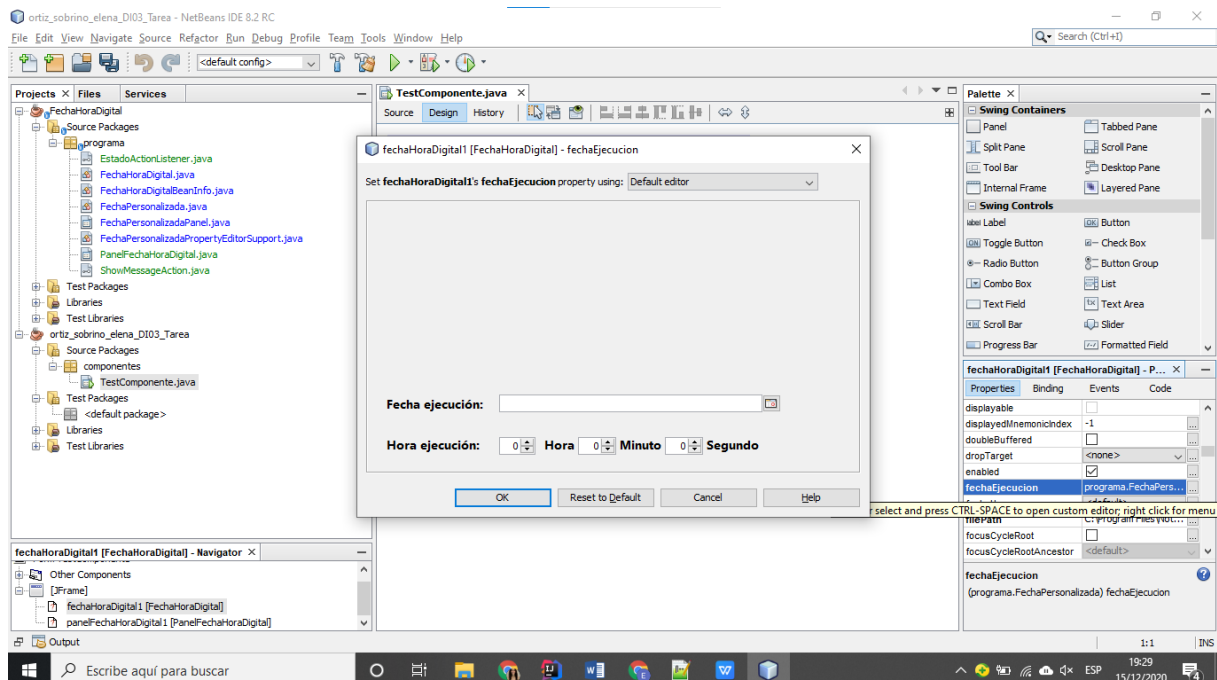 ortiz_sobrino_elena_DI03_Tarea - NetBeans IDE 8.2 RC
File Edit View Navigate Source Refactor Run Debug Profile Team Tools Window Help
Search (Ctrl+I)
<default config>
Projects Files Services
FechaHoraDigital
Source Packages
programa
EstadoActionListener.java
FechaHoraDigital.java
FechaHoraDigitalBeanInfo.java
FechaPersonalizada.java
FechaPersonalizadaPanel.java
FechaPersonalizadaPropertyEditorSupport.java
PanelFechaHoraDigital.java
ShowMessageAction.java
Test Packages
Libraries
Test Libraries
ortiz_sobrino_elena_DI03_Tarea
Source Packages
componentes
TestComponente.java
Test Packages
<default package>
Libraries
Test Libraries
fechaHoraDigital1 [FechaHoraDigital] - Navigator
Other Components
[JFrame]
fechaHoraDigital1 [FechaHoraDigital]
panelFechaHoraDigital1 [PanelFechaHoraDigital]
Output
TestComponente.java
Source Design History
fechaHoraDigital1 [FechaHoraDigital] - fechaEjecucion
Set fechaHoraDigital1's fechaEjecucion property using: Default editor
Fecha ejecución:
Hora ejecución: 0 Hora 0 Minuto 0 Segundo
OK Reset to Default Cancel Help
Palette
Swing Containers
Panel Tabbed Pane
Split Pane Scroll Pane
Tool Bar Desktop Pane
Internal Frame Layered Pane
Swing Controls
label Label OK Button
ON Toggle Button Check Box
Radio Button Button Group
Combo Box List
Text Field Text Area
Scroll Bar Slider
Progress Bar Formatted Field
fechaHoraDigital1 [FechaHoraDigital] - P...
Properties Binding Events Code
displayable
displayedMnemonicIndex -1 ...
doubleBuffered ...
dropTarget <none> ...
enabled ...
fechaEjecucion programa.FechaPers... ...
r select and press CTRL-SPACE to open custom editor; right click for menu
filePath C:\Program Files\Not... ...
focusCycleRoot ...
focusCycleRootAncestor <default>
fechaEjecucion
(programa.FechaPersonalizada) fechaEjecucion
1:1 INS
Escribe aquí para buscar
ESP
19:29
15/12/2020
4